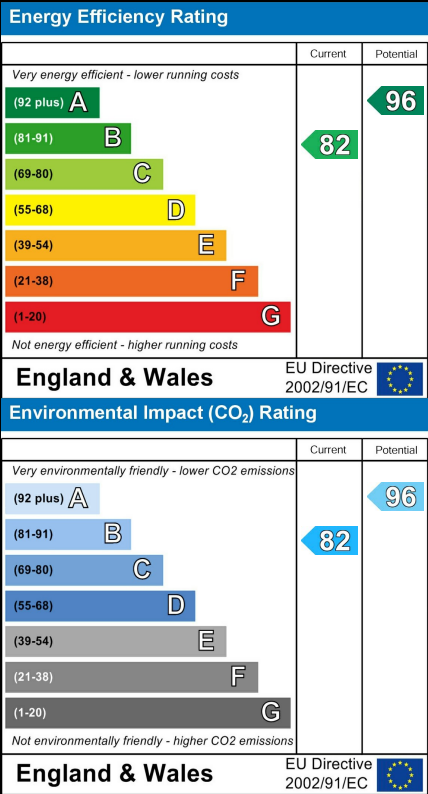 Energy Efficiency Rating
Current Potential
Very energy efficient - lower running costs
(92 plus) A 96
(81-91) B 82
(69-80) C
(55-68) D
(39-54) E
(21-38) F
(1-20) G
Not energy efficient - higher running costs
England & Wales EU Directive
2002/91/EC
Environmental Impact (CO₂) Rating
Current Potential
Very environmentally friendly - lower CO2 emissions
(92 plus) A 96
(81-91) B 82
(69-80) C
(55-68) D
(39-54) E
(21-38) F
(1-20) G
Not environmentally friendly - higher CO2 emissions
England & Wales EU Directive
2002/91/EC